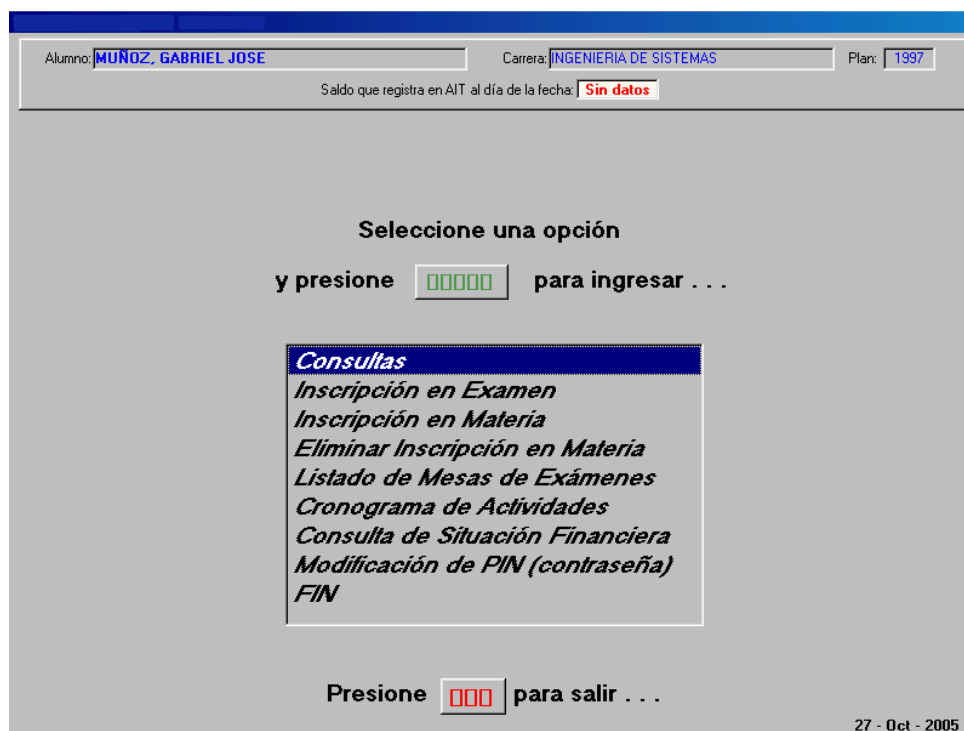 Alumno: MUÑOZ, GABRIEL JOSE Carrera: INGENIERIA DE SISTEMAS Plan: 1997
Saldo que registra en AIT al día de la fecha: Sin datos
Seleccione una opción
y presione para ingresar . . .
Consultas
Inscripción en Examen
Inscripción en Materia
Eliminar Inscripción en Materia
Listado de Mesas de Exámenes
Cronograma de Actividades
Consulta de Situación Financiera
Modificación de PIN (contraseña)
FIN
Presione para salir . . .
27 - Oct - 2005